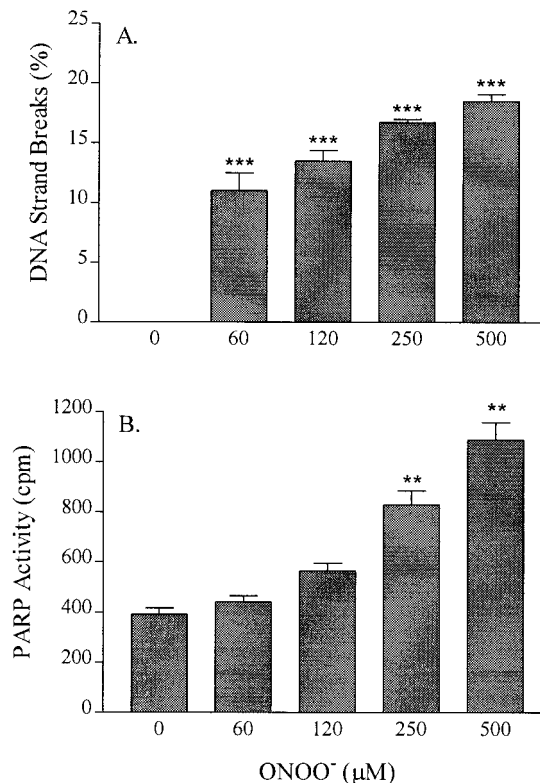 A.
DNA Strand Breaks (%)
25
20
15
10
5
0
***
***
***
***
0 60 120 250 500
B.
PARP Activity (cpm)
1200
1000
800
600
400
200
0
**
**
0 60 120 250 500
ONOO⁻ (μM)